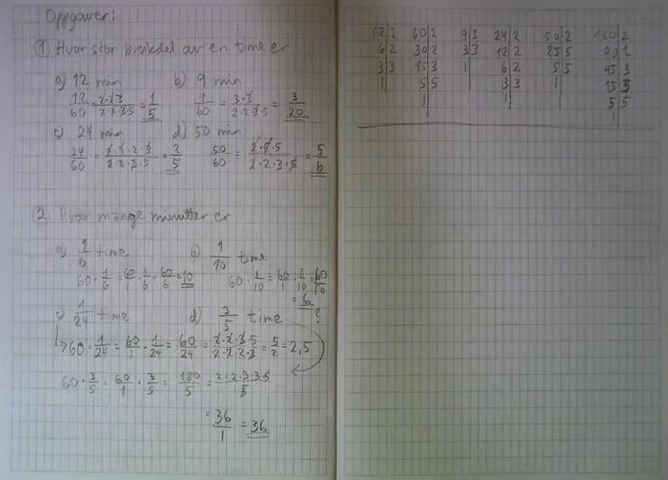 Oppgaver:
① Hvor stor brøkdel av en time er
a) 12 min b) 9 min
12/60 = 2·2·3/2·2·3·5 = 1/5 9/60 = 3·3/2·2·3·5 = 3/20
c) 24 min d) 50 min
24/60 = 2·2·2·3/2·2·3·5 = 2/5 50/60 = 2·5·5/2·2·3·5 = 5/6
② Hvor mange minutter er
a) 1/6 time b) 1/10 time
60·1/6 = 60/1·1/6 = 60/6 = 10 60·1/10 = 60/1·1/10 = 60/10
= 6
c) 1/24 time d) 3/5 time ?
60·1/24 = 60/1·1/24 = 60/24 = 2·2·3·5/2·2·2·3 = 5/2 = 2,5
60·3/5 = 60/1·3/5 = 180/5 = 2·2·3·3·5/5
= 36/1 = 36
12|2 60|2 9|3 24|2 50|2 180|2
6|2 30|2 3|3 12|2 25|5 90|2
3|3 15|3 1| 6|2 5|5 45|3
1| 5|5 3|3 1| 15|3
1| 1| 5|5
1|